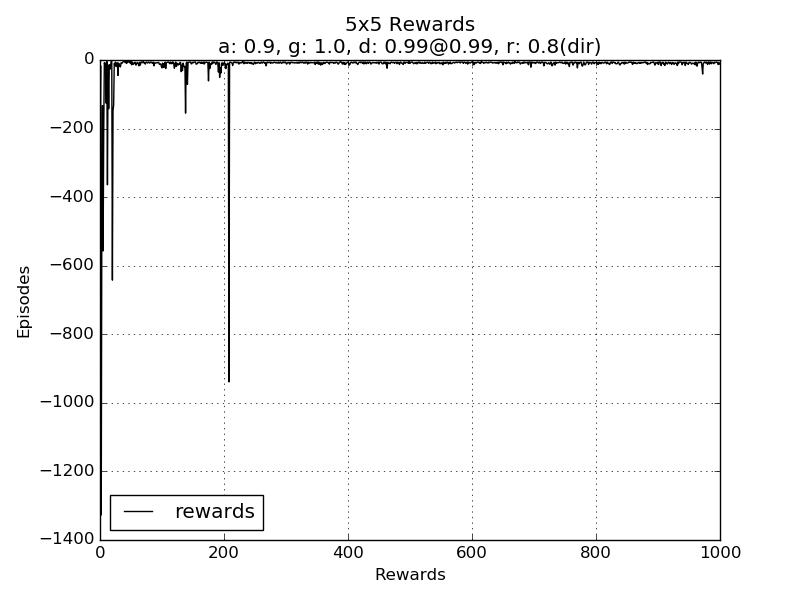 5x5 Rewards
a: 0.9, g: 1.0, d: 0.99@0.99, r: 0.8(dir)
0
−200
−400
−600
−800
−1000
−1200
−1400
Episodes
rewards
0 200 400 600 800 1000
Rewards